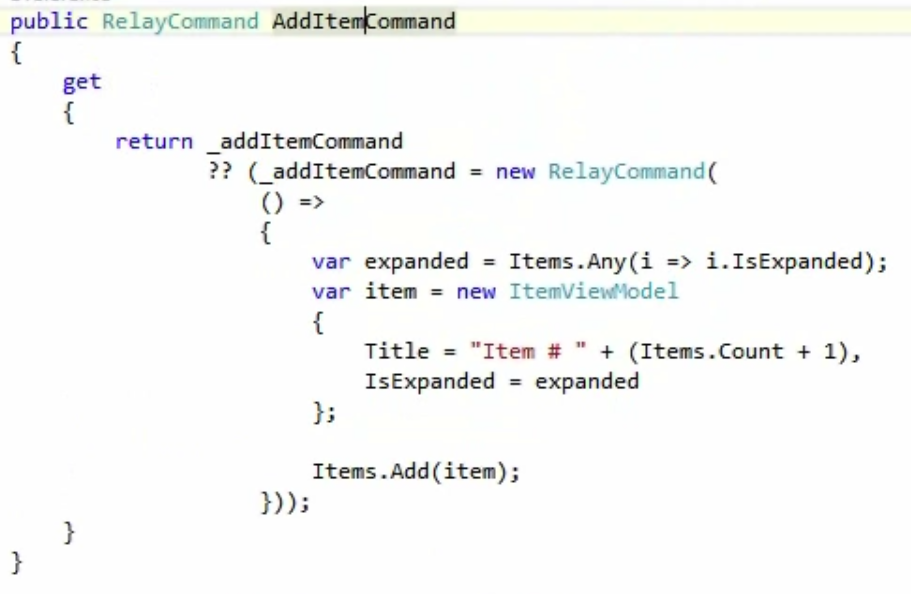 public RelayCommand AddItemCommand
{
    get
    {
        return _addItemCommand
               ?? (_addItemCommand = new RelayCommand(
                   () =>
                   {
                       var expanded = Items.Any(i => i.IsExpanded);
                       var item = new ItemViewModel
                       {
                           Title = "Item # " + (Items.Count + 1),
                           IsExpanded = expanded
                       };

                       Items.Add(item);
                   }));
    }
}